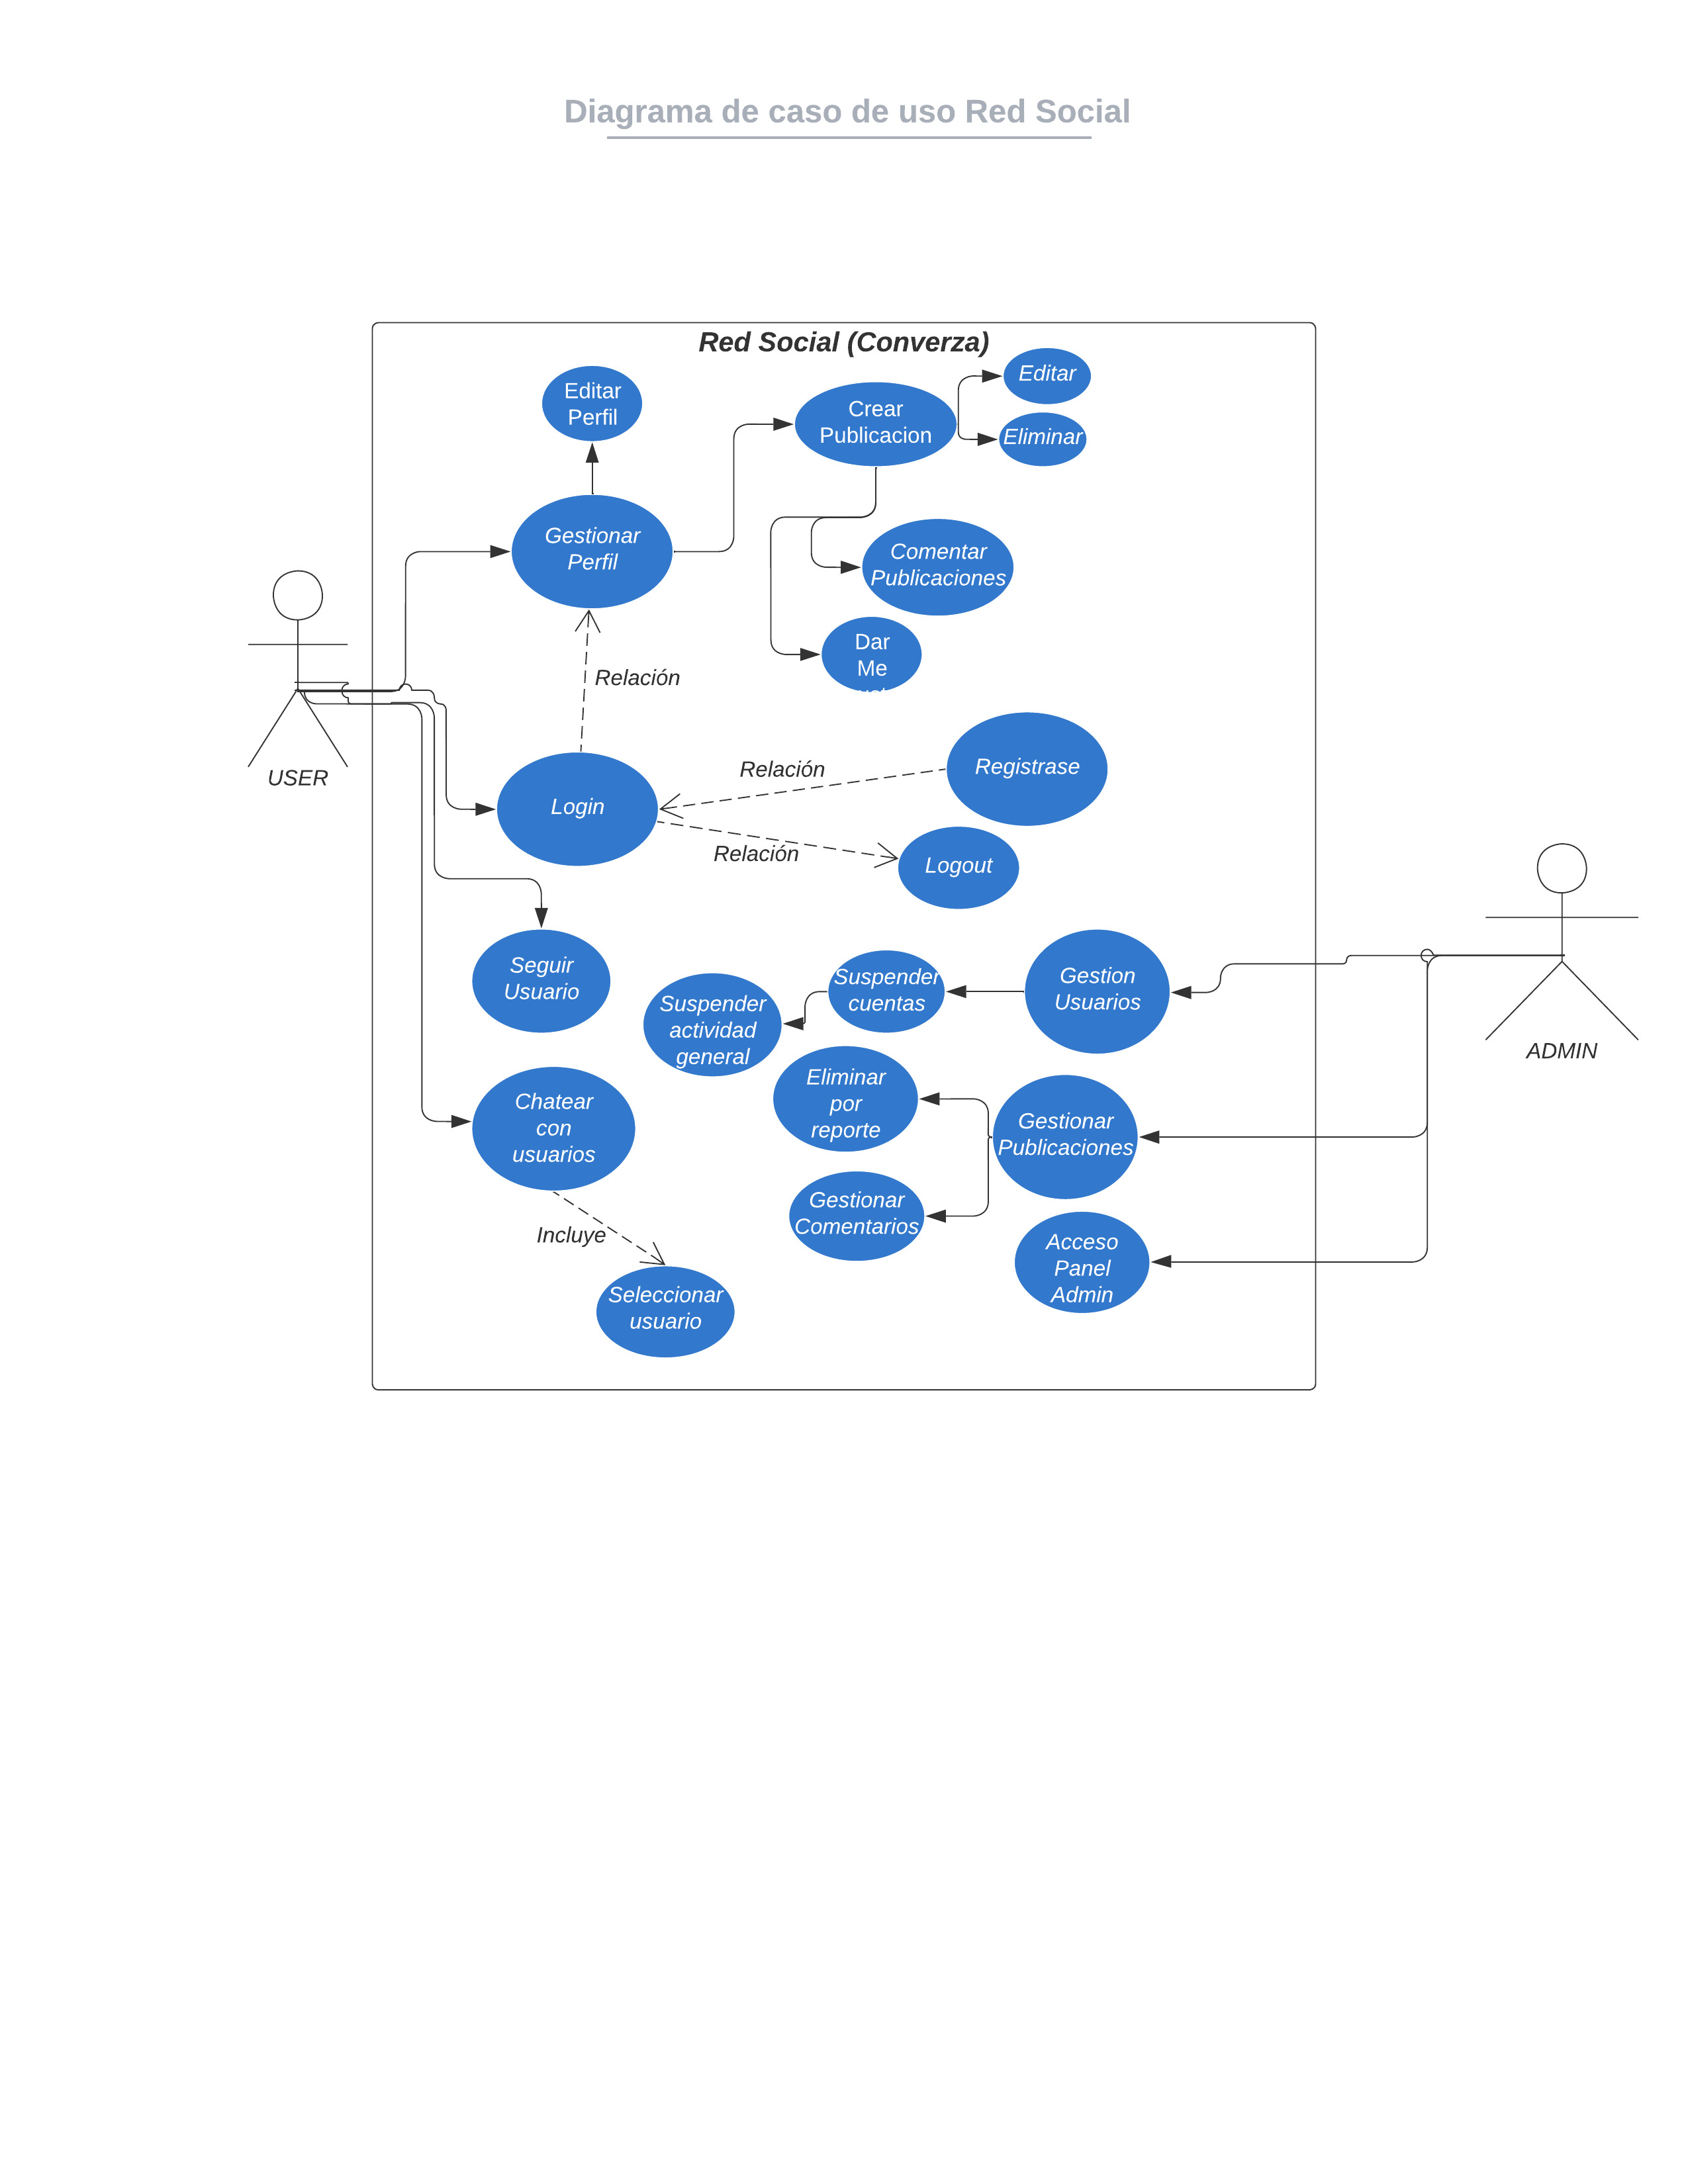 Diagrama de caso de uso Red Social
Red Social (Converza)
Editar
Perfil
Crear
Publicacion
Editar
Eliminar
Gestionar
Perfil
Comentar
Publicaciones
Dar
Me
Relación
USER
Login
Relación
Registrase
Relación
Logout
Seguir
Usuario
Suspender
actividad
general
Suspender
cuentas
Gestion
Usuarios
ADMIN
Chatear
con
usuarios
Eliminar
por
reporte
Gestionar
Publicaciones
Gestionar
Comentarios
Incluye
Acceso
Panel
Admin
Seleccionar
usuario